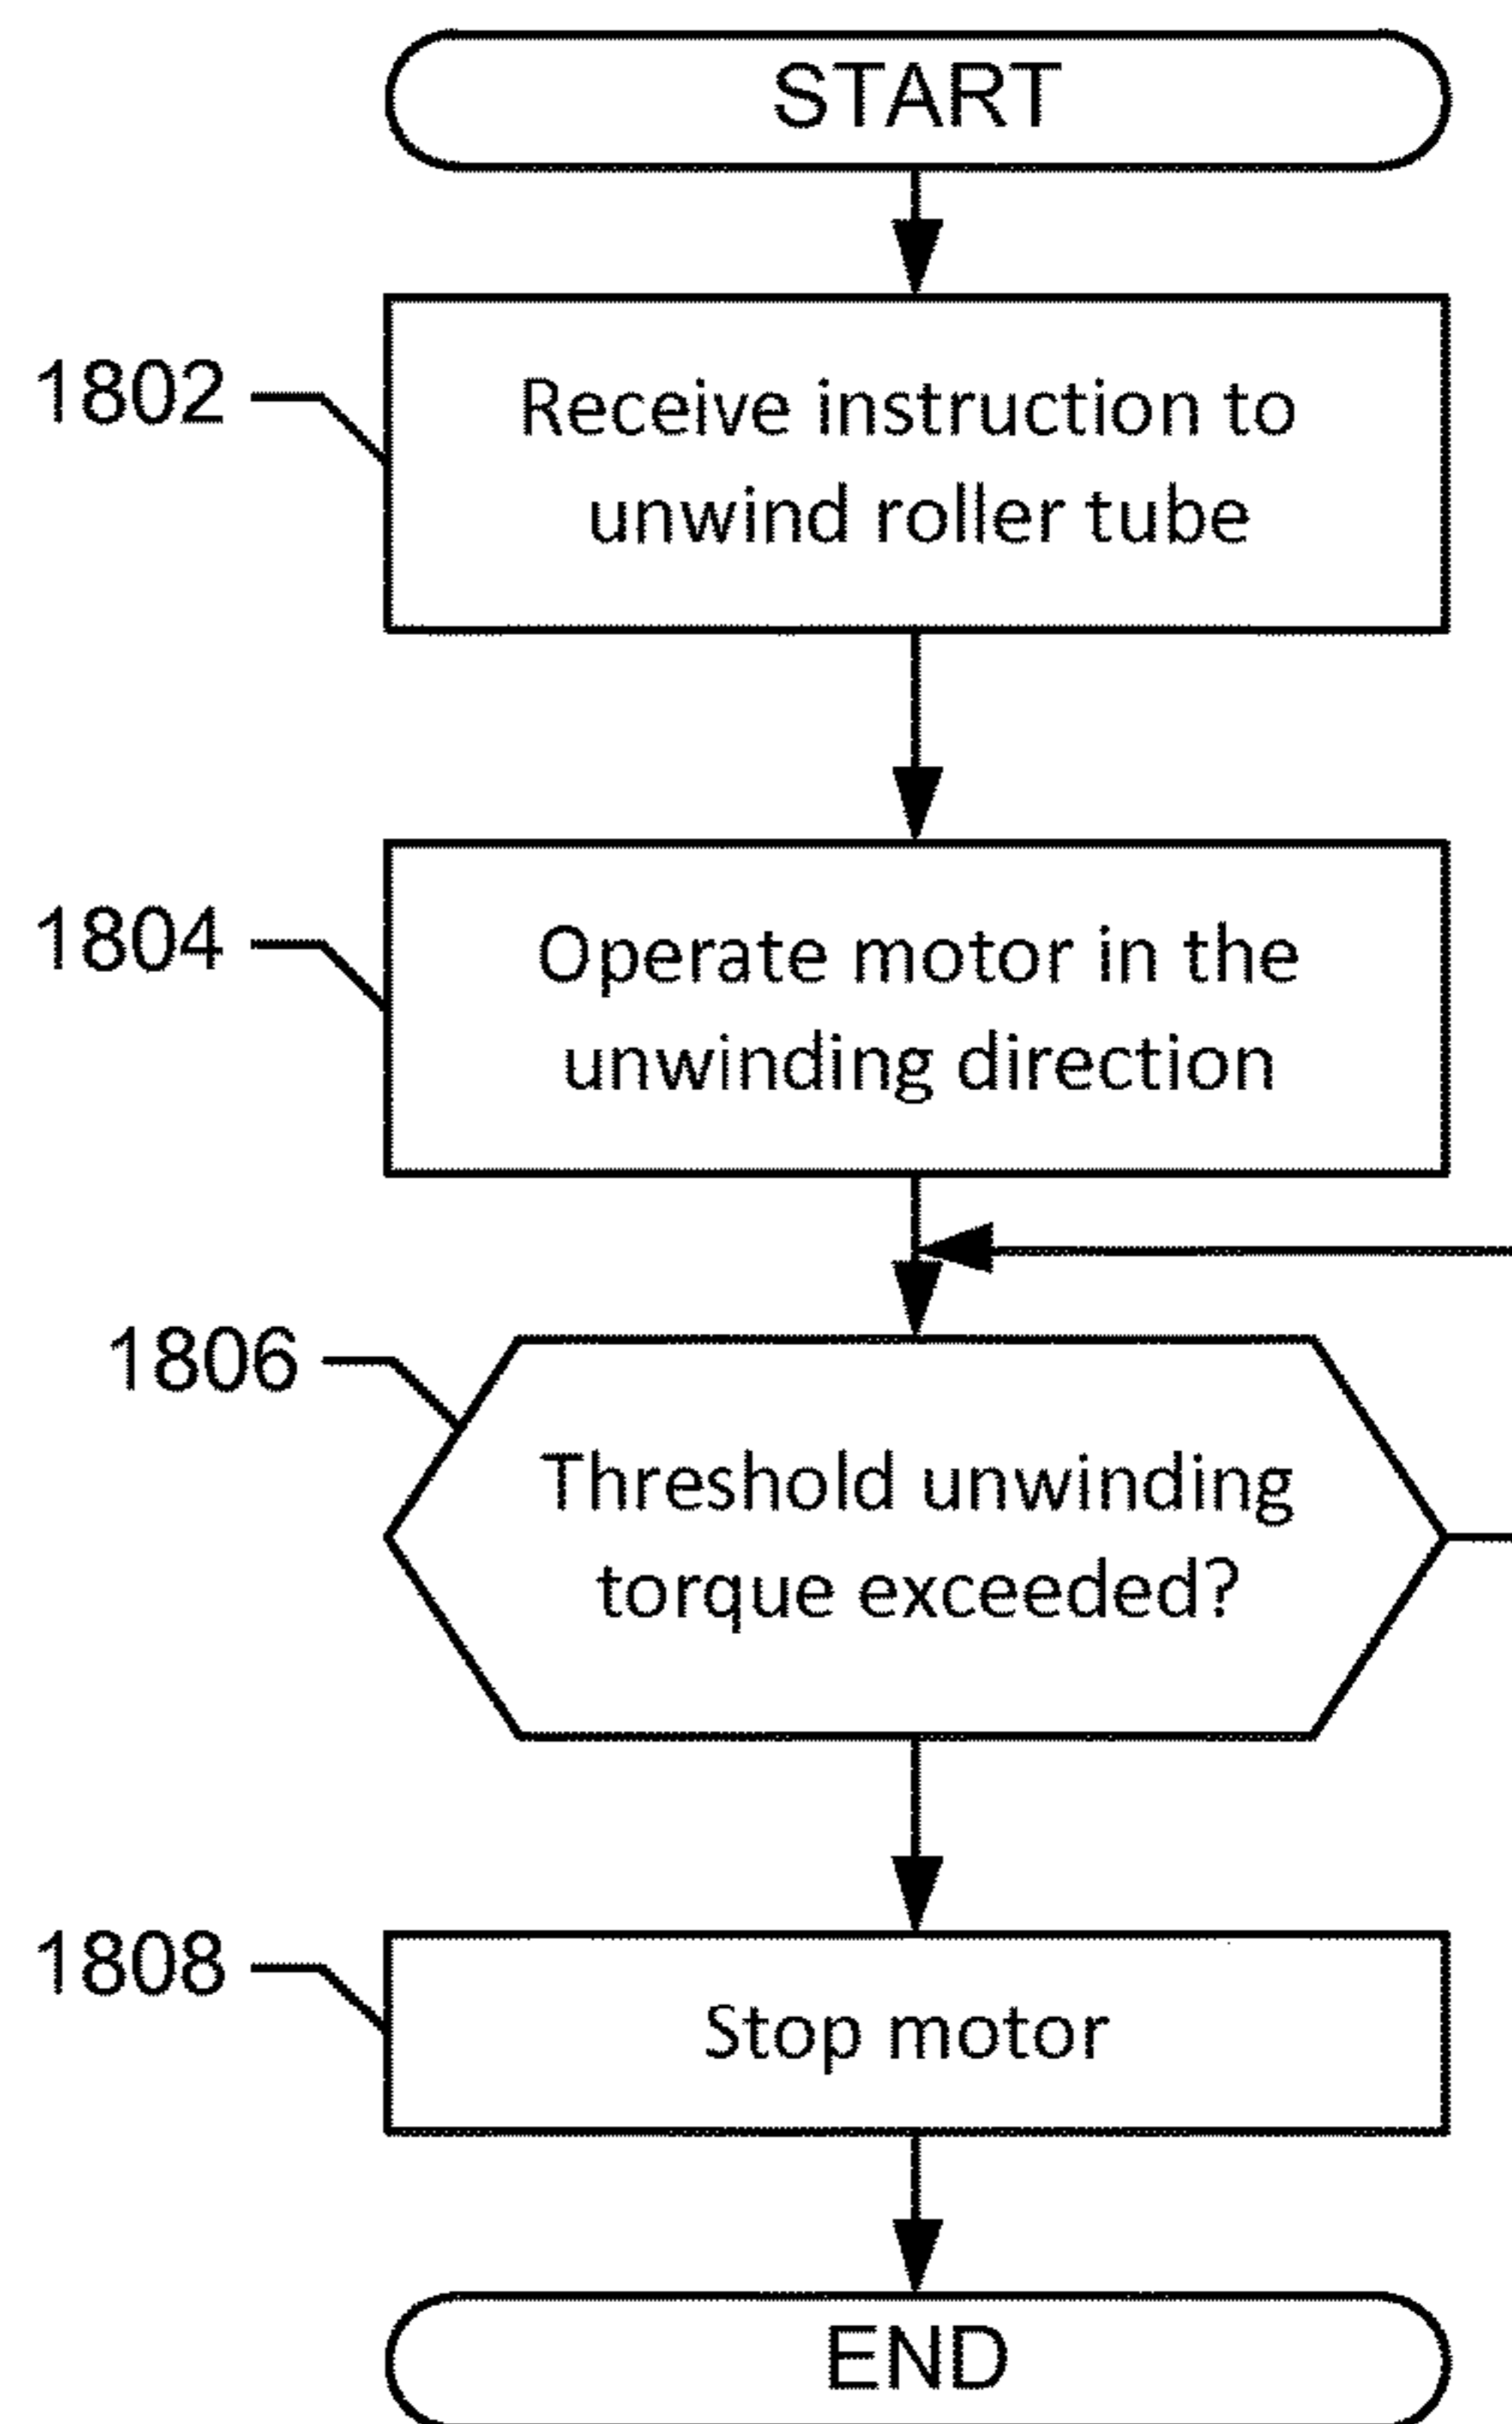 START
1802
Receive instruction to
unwind roller tube
1804
Operate motor in the
unwinding direction
1806
Threshold unwinding
torque exceeded?
1808
Stop motor
END